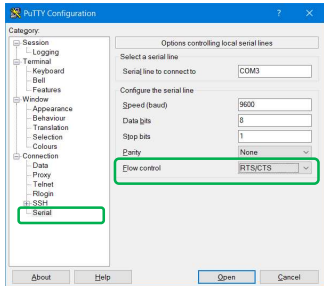 PuTTY Configuration
Category:
Session
Logging
Terminal
Keyboard
Bell
Features
Window
Appearance
Behaviour
Translation
Selection
Colours
Connection
Data
Proxy
Telnet
Rlogin
SSH
Serial
Options controlling local serial lines
Select a serial line
Serial line to connect to COM3
Configure the serial line
Speed (baud) 9600
Data bits 8
Stop bits 1
Parity None
Flow control RTS/CTS
About Help Open Cancel